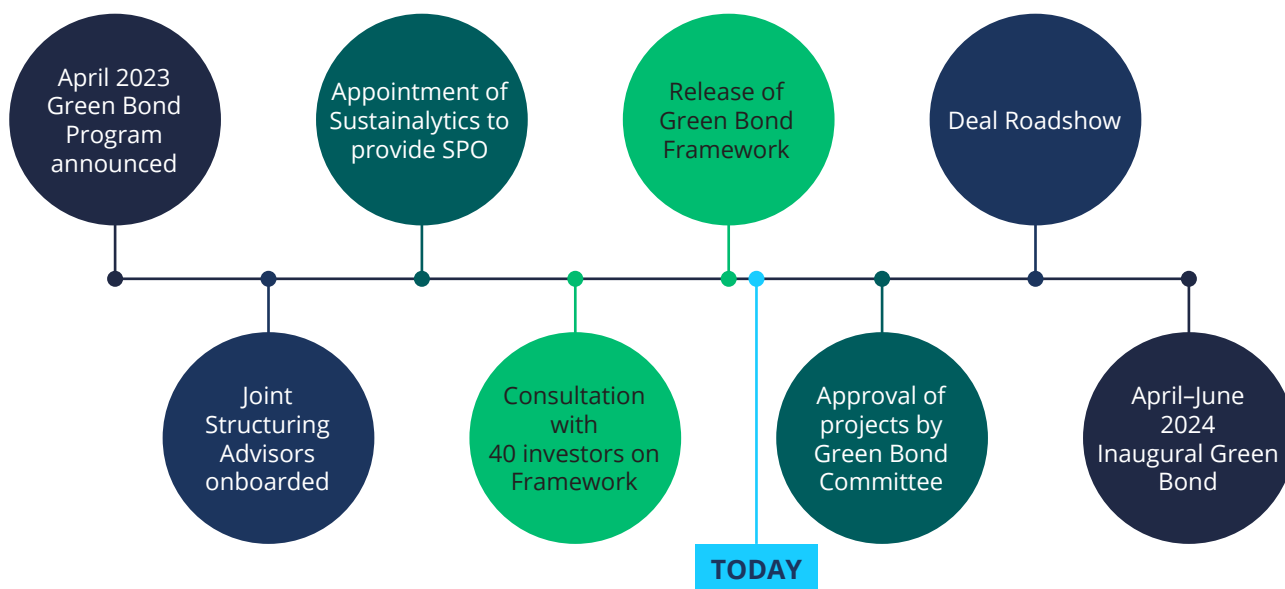 April 2023
Green Bond
Program
announced
Joint
Structuring
Advisors
onboarded
Appointment of
Sustainalytics to
provide SPO
Consultation
with
40 investors on
Framework
Release of
Green Bond
Framework
TODAY
Approval of
projects by
Green Bond
Committee
Deal Roadshow
April–June
2024
Inaugural Green
Bond